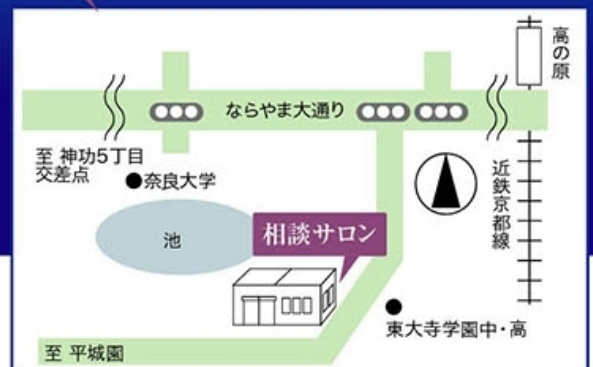 高の原
ならやま大通り
至 神功5丁目
交差点
奈良大学
近鉄京都線
池
相談サロン
東大寺学園中・高
至 平城園